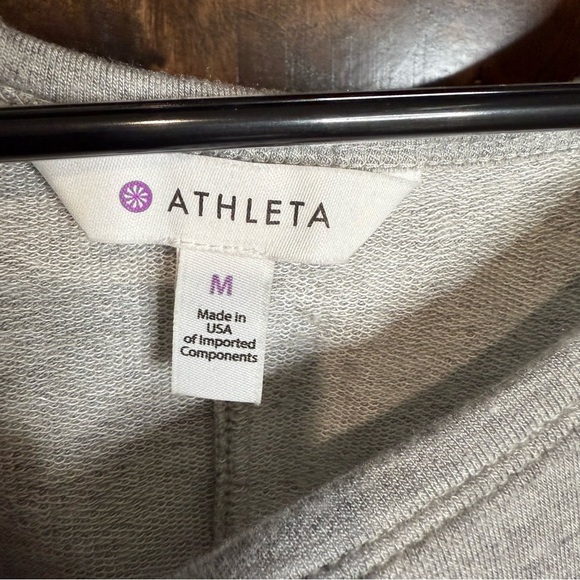 ATHLETA
M
Made in
USA
of Imported
Components